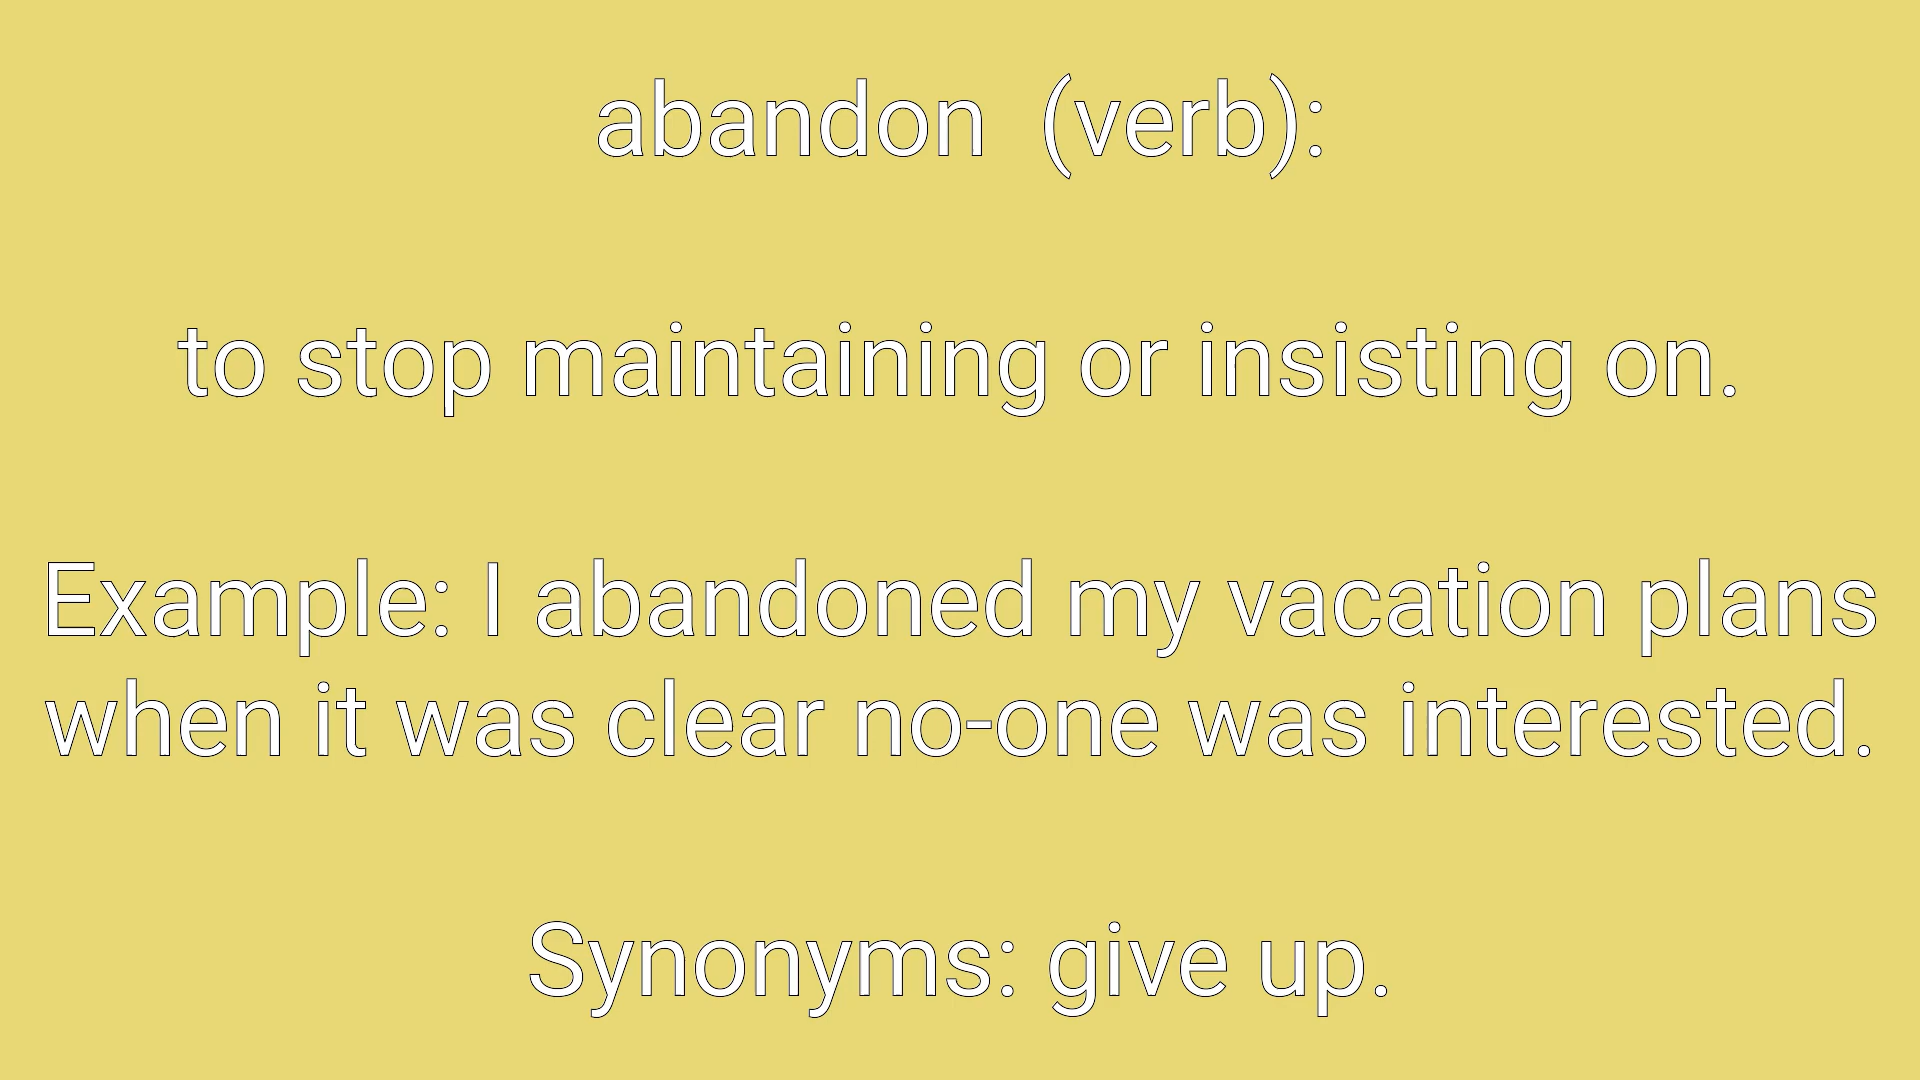 abandon  (verb):
to stop maintaining or insisting on.
Example: I abandoned my vacation plans
when it was clear no-one was interested.
Synonyms: give up.